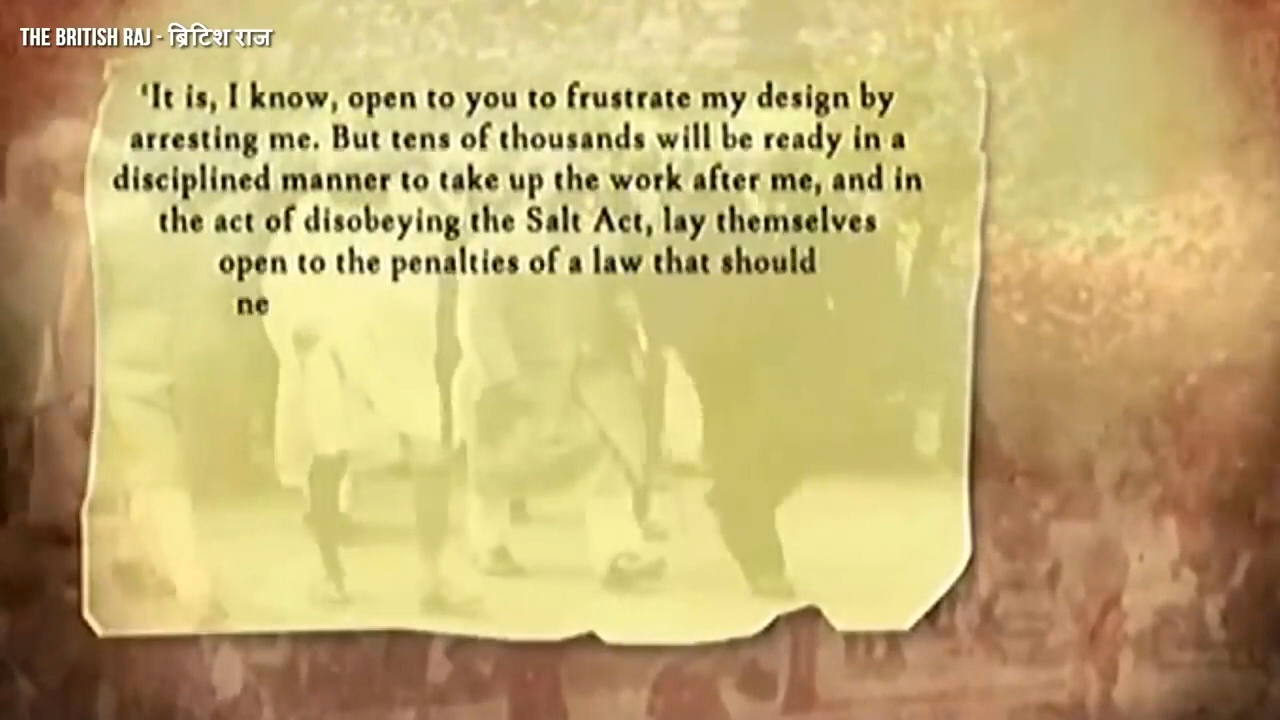 THE BRITISH RAJ - ब्रिटिश राज
‘It is, I know, open to you to frustrate my design by
arresting me. But tens of thousands will be ready in a
disciplined manner to take up the work after me, and in
the act of disobeying the Salt Act, lay themselves
open to the penalties of a law that should
ne